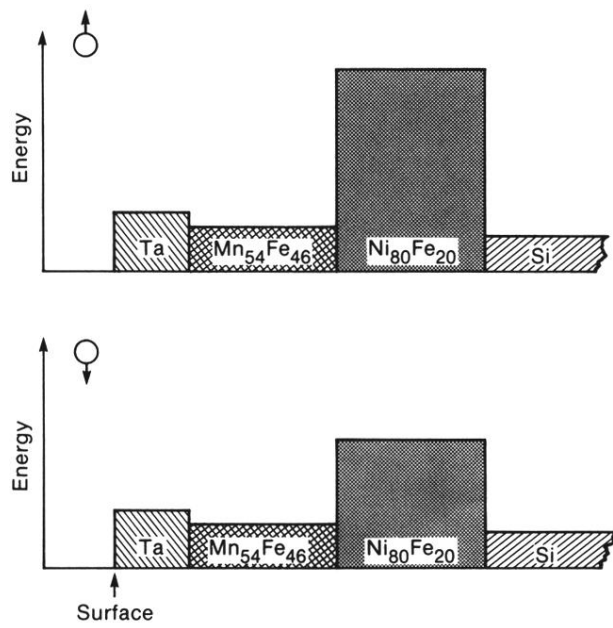 Energy
Ta
Mn54Fe46
Ni80Fe20
Si
Energy
Ta
Mn54Fe46
Ni80Fe20
Si
Surface